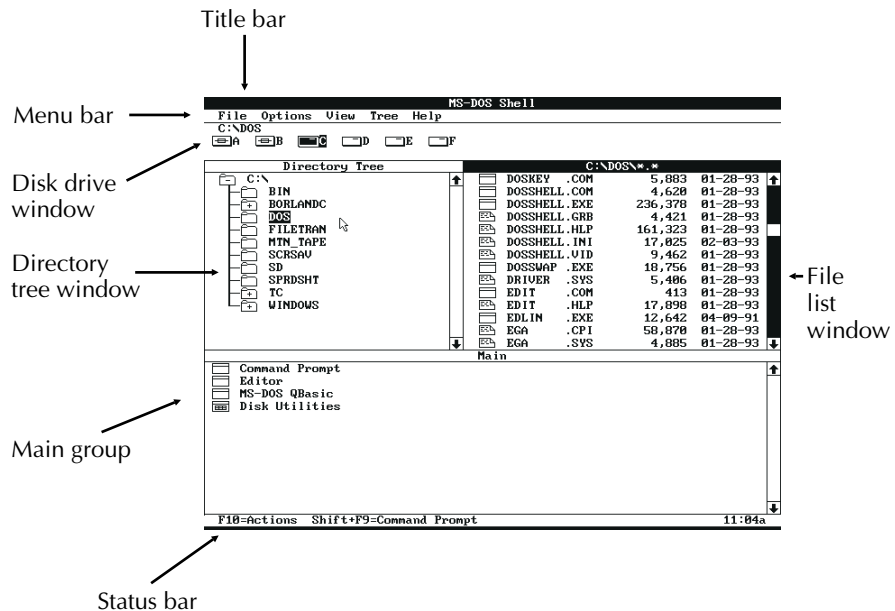 Title bar
MS-DOS Shell
Menu bar
File Options View Tree Help
C:\DOS
A B C D E F
Disk drive
window
Directory Tree
C:\
BIN
BORLANDC
DOS
FILETRAN
MTN_TAPE
SCRSAV
SD
SPRDSHT
TC
WINDOWS
Directory
tree window
C:\DOS\*.*
DOSKEY .COM 5,883 01-28-93
DOSSHELL.COM 4,620 01-28-93
DOSSHELL.EXE 236,378 01-28-93
DOSSHELL.GRB 4,421 01-28-93
DOSSHELL.HLP 161,323 01-28-93
DOSSHELL.INI 17,025 02-03-93
DOSSHELL.VID 9,462 01-28-93
DOSSWAP .EXE 18,756 01-28-93
DRIVER .SYS 5,406 01-28-93
EDIT .COM 413 01-28-93
EDIT .HLP 17,898 01-28-93
EDLIN .EXE 12,642 04-09-91
EGA .CPI 58,870 01-28-93
EGA .SYS 4,885 01-28-93
File
list
window
Main
Command Prompt
Editor
MS-DOS QBasic
Disk Utilities
Main group
F10=Actions Shift+F9=Command Prompt 11:04a
Status bar